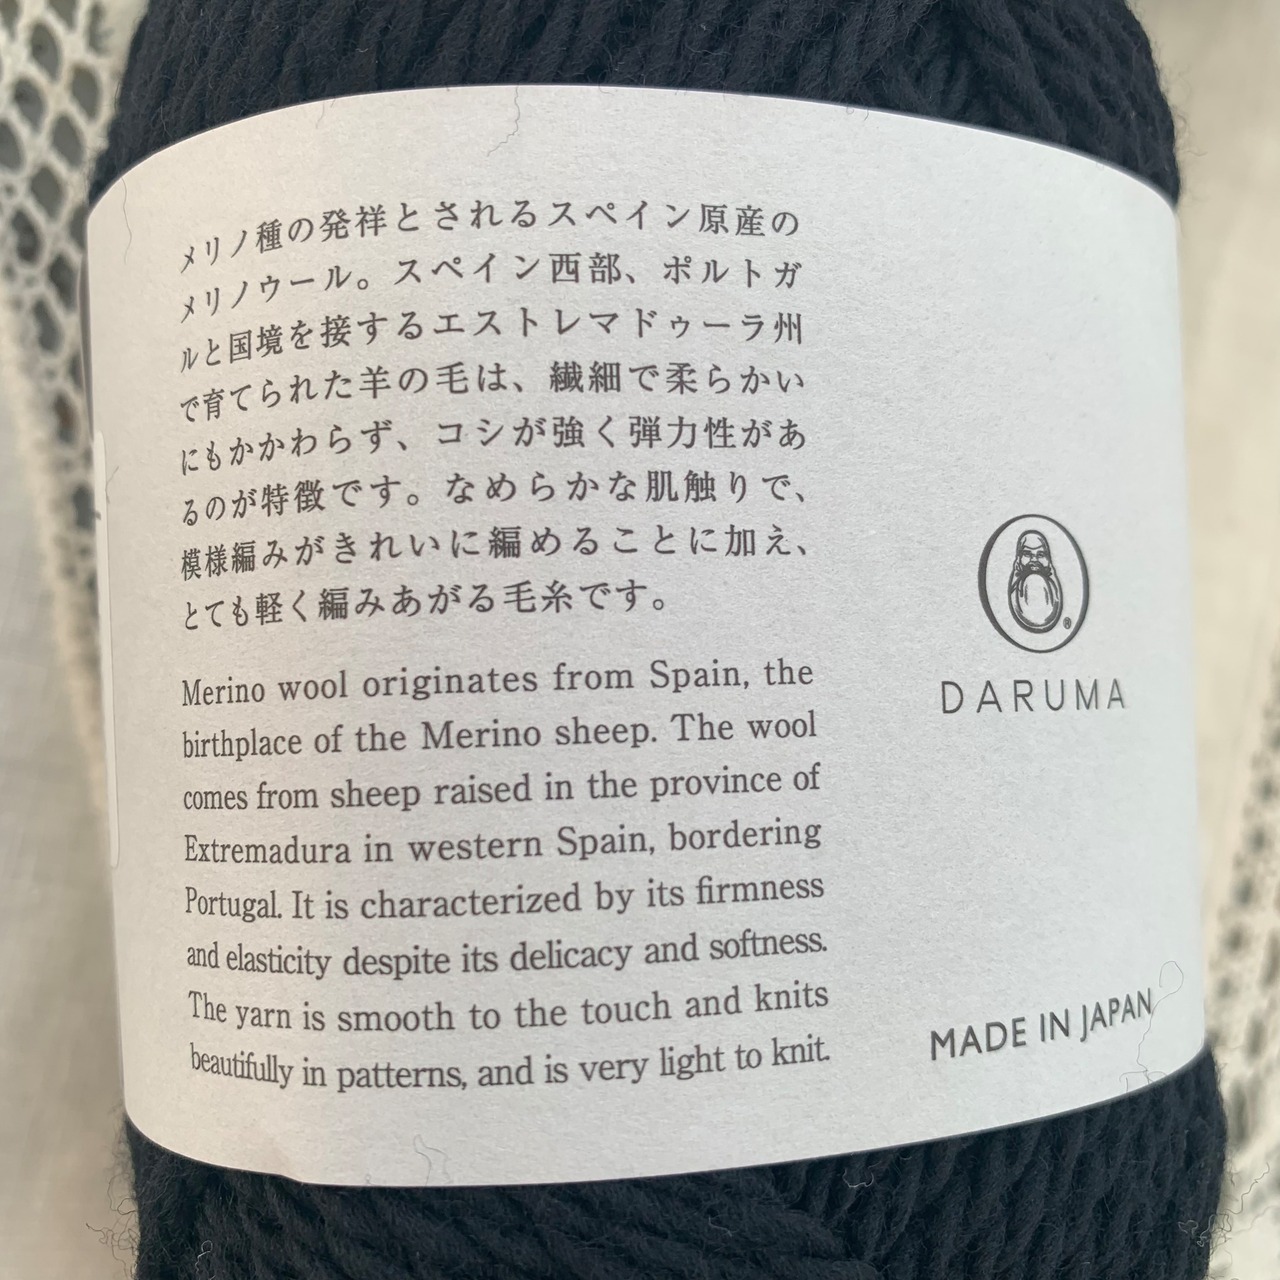 メリノ種の発祥とされるスペイン原産の
メリノウール。スペイン西部、ポルトガ
ルと国境を接するエストレマドゥーラ州
で育てられた羊の毛は、繊細で柔らかい
にもかかわらず、コシが強く弾力性があ
るのが特徴です。なめらかな肌触りで、
模様編みがきれいに編めることに加え、
とても軽く編みあがる毛糸です。
Merino wool originates from Spain, the
birthplace of the Merino sheep. The wool
comes from sheep raised in the province of
Extremadura in western Spain, bordering
Portugal. It is characterized by its firmness
and elasticity despite its delicacy and softness.
The yarn is smooth to the touch and knits
beautifully in patterns, and is very light to knit.
®
DARUMA
MADE IN JAPAN